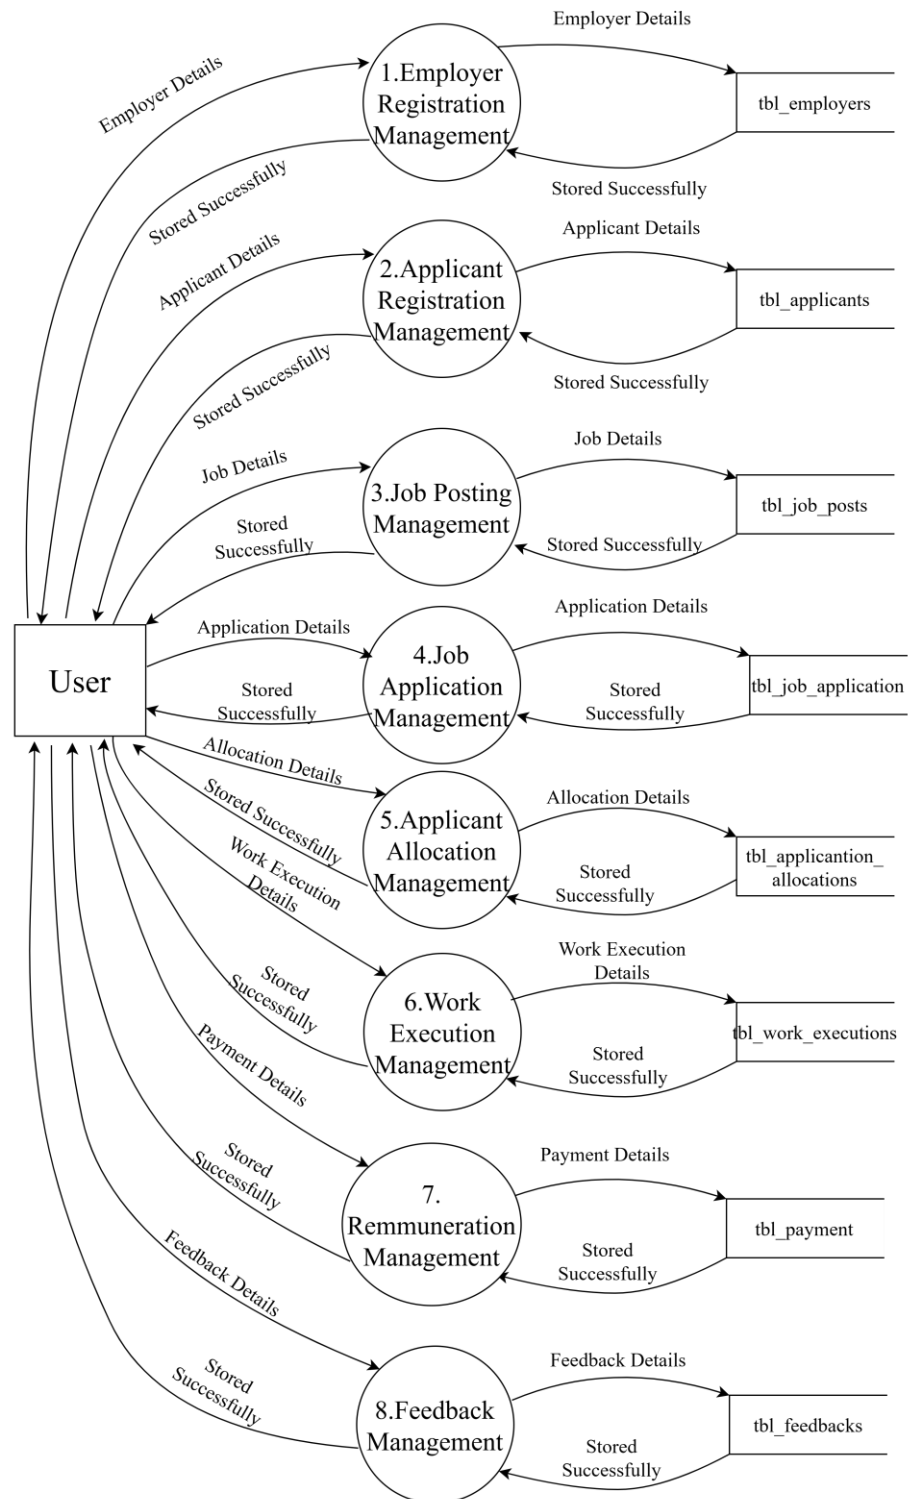 Employer Details
Employer Details
1.Employer
Registration
Management
tbl_employers
Stored Successfully
Stored Successfully
Applicant Details
Applicant Details
2.Applicant
Registration
Management
tbl_applicants
Stored Successfully
Stored Successfully
Job Details
Job Details
3.Job Posting
Management
tbl_job_posts
Stored
Successfully
Stored Successfully
User
Application Details
Application Details
4.Job
Application
Management
tbl_job_application
Stored
Successfully
Stored
Successfully
Allocation Details
Allocation Details
5.Applicant
Allocation
Management
tbl_applicantion_
allocations
Stored Successfully
Stored
Successfully
Work Execution
Details
Work Execution
Details
6.Work
Execution
Management
tbl_work_executions
Stored
Successfully
Stored
Successfully
Payment Details
Payment Details
7.
Remmuneration
Management
tbl_payment
Stored
Successfully
Stored
Successfully
Feedback Details
Feedback Details
8.Feedback
Management
tbl_feedbacks
Stored
Successfully
Stored
Successfully